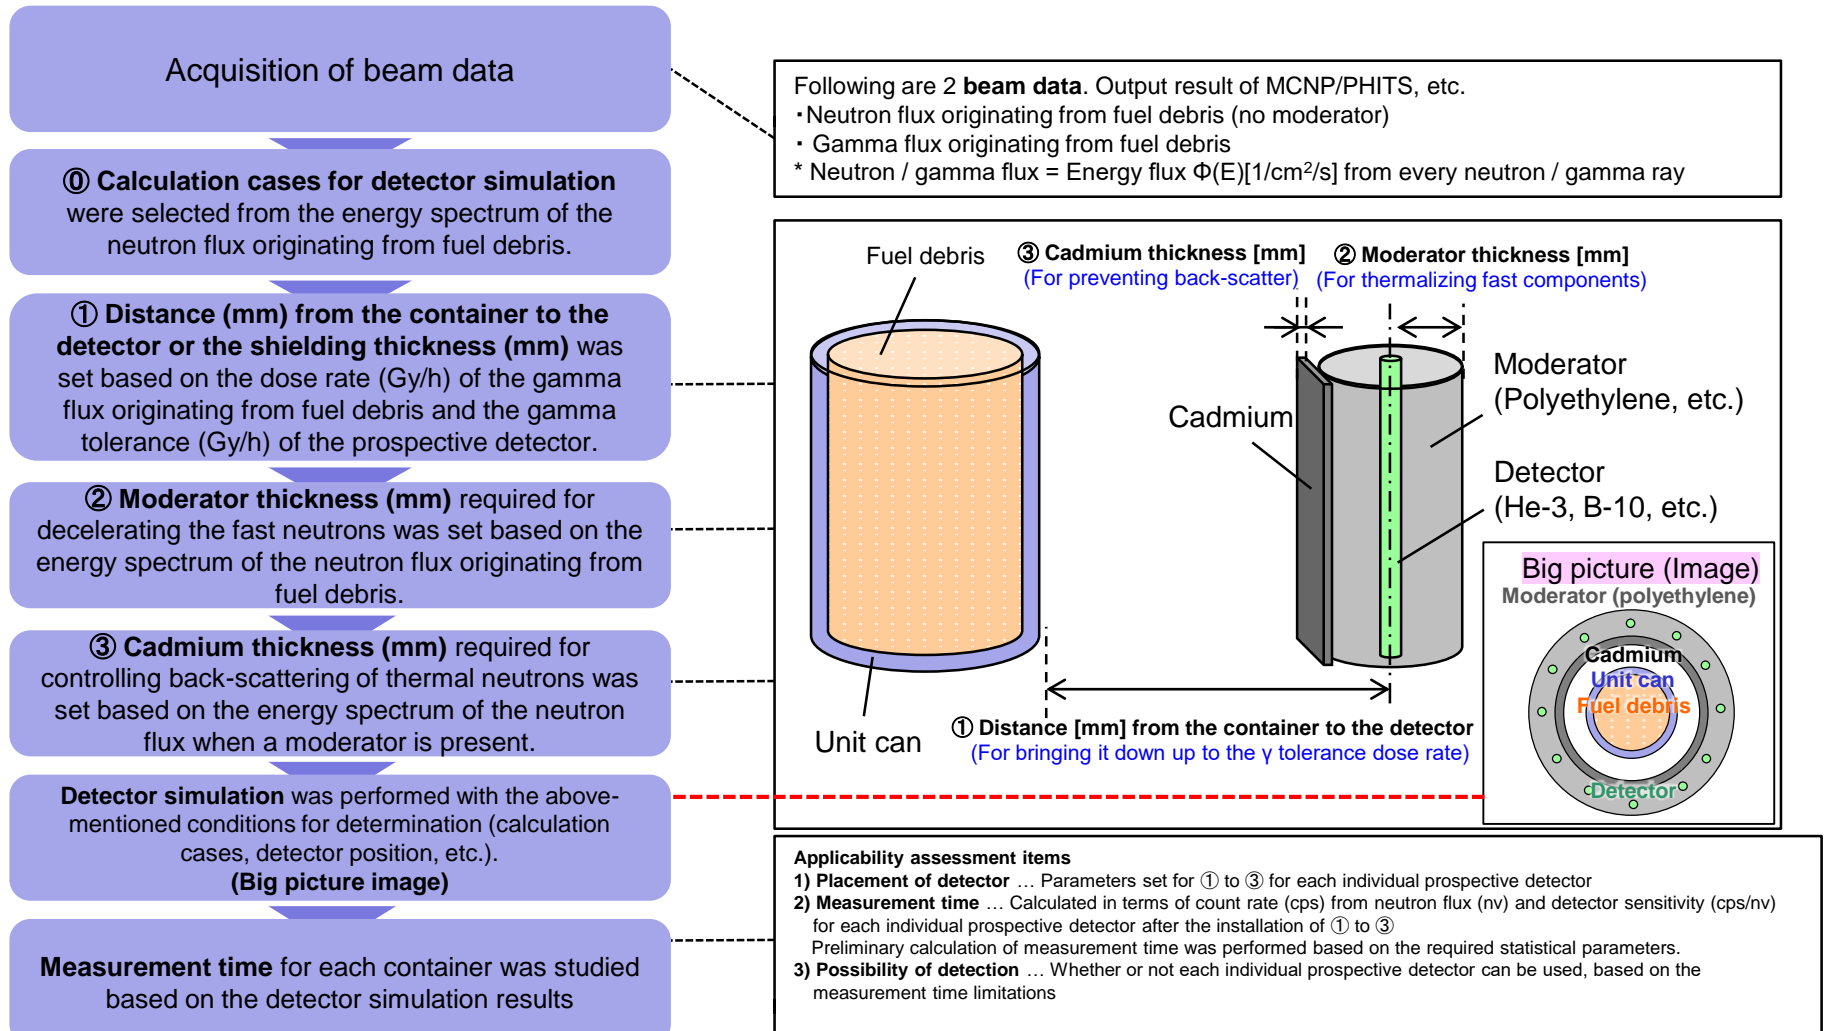 Acquisition of beam data
⓪ Calculation cases for detector simulation
were selected from the energy spectrum of the
neutron flux originating from fuel debris.
① Distance (mm) from the container to the
detector or the shielding thickness (mm) was
set based on the dose rate (Gy/h) of the gamma
flux originating from fuel debris and the gamma
tolerance (Gy/h) of the prospective detector.
② Moderator thickness (mm) required for
decelerating the fast neutrons was set based on the
energy spectrum of the neutron flux originating from
fuel debris.
③ Cadmium thickness (mm) required for
controlling back-scattering of thermal neutrons was
set based on the energy spectrum of the neutron
flux when a moderator is present.
Detector simulation was performed with the above-
mentioned conditions for determination (calculation
cases, detector position, etc.).
(Big picture image)
Measurement time for each container was studied
based on the detector simulation results
Following are 2 beam data. Output result of MCNP/PHITS, etc.
・Neutron flux originating from fuel debris (no moderator)
・ Gamma flux originating from fuel debris
* Neutron / gamma flux = Energy flux Φ(E)[1/cm²/s] from every neutron / gamma ray
Fuel debris
③ Cadmium thickness [mm]
(For preventing back-scatter)
② Moderator thickness [mm]
(For thermalizing fast components)
Cadmium
Moderator
(Polyethylene, etc.)
Detector
(He-3, B-10, etc.)
Unit can
① Distance [mm] from the container to the detector
(For bringing it down up to the γ tolerance dose rate)
Big picture (Image)
Moderator (polyethylene)
Cadmium
Unit can
Fuel debris
Detector
Applicability assessment items
1) Placement of detector … Parameters set for ① to ③ for each individual prospective detector
2) Measurement time … Calculated in terms of count rate (cps) from neutron flux (nv) and detector sensitivity (cps/nv)
for each individual prospective detector after the installation of ① to ③
Preliminary calculation of measurement time was performed based on the required statistical parameters.
3) Possibility of detection … Whether or not each individual prospective detector can be used, based on the
measurement time limitations